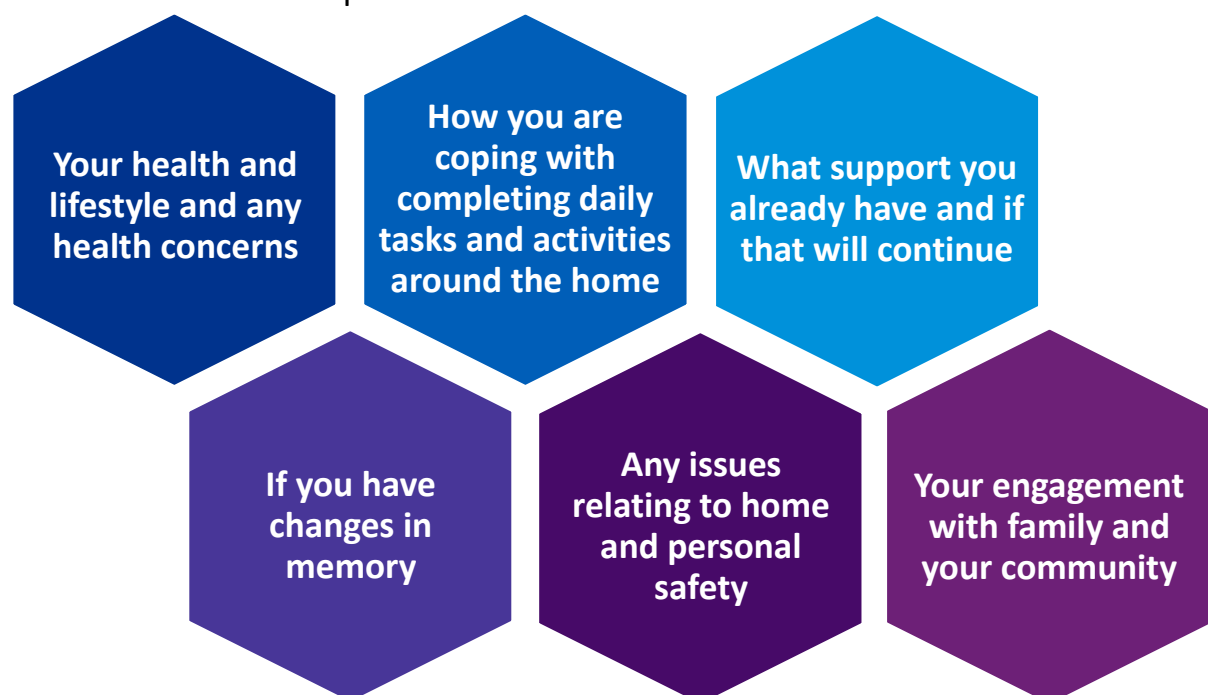 Your health and
lifestyle and any
health concerns
How you are
coping with
completing daily
tasks and activities
around the home
What support you
already have and if
that will continue
If you have
changes in
memory
Any issues
relating to home
and personal
safety
Your engagement
with family and
your community